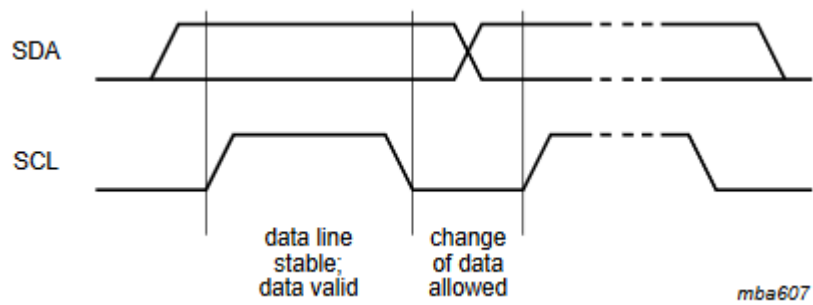 SDA
SCL
data line
stable;
data valid
change
of data
allowed
mba607